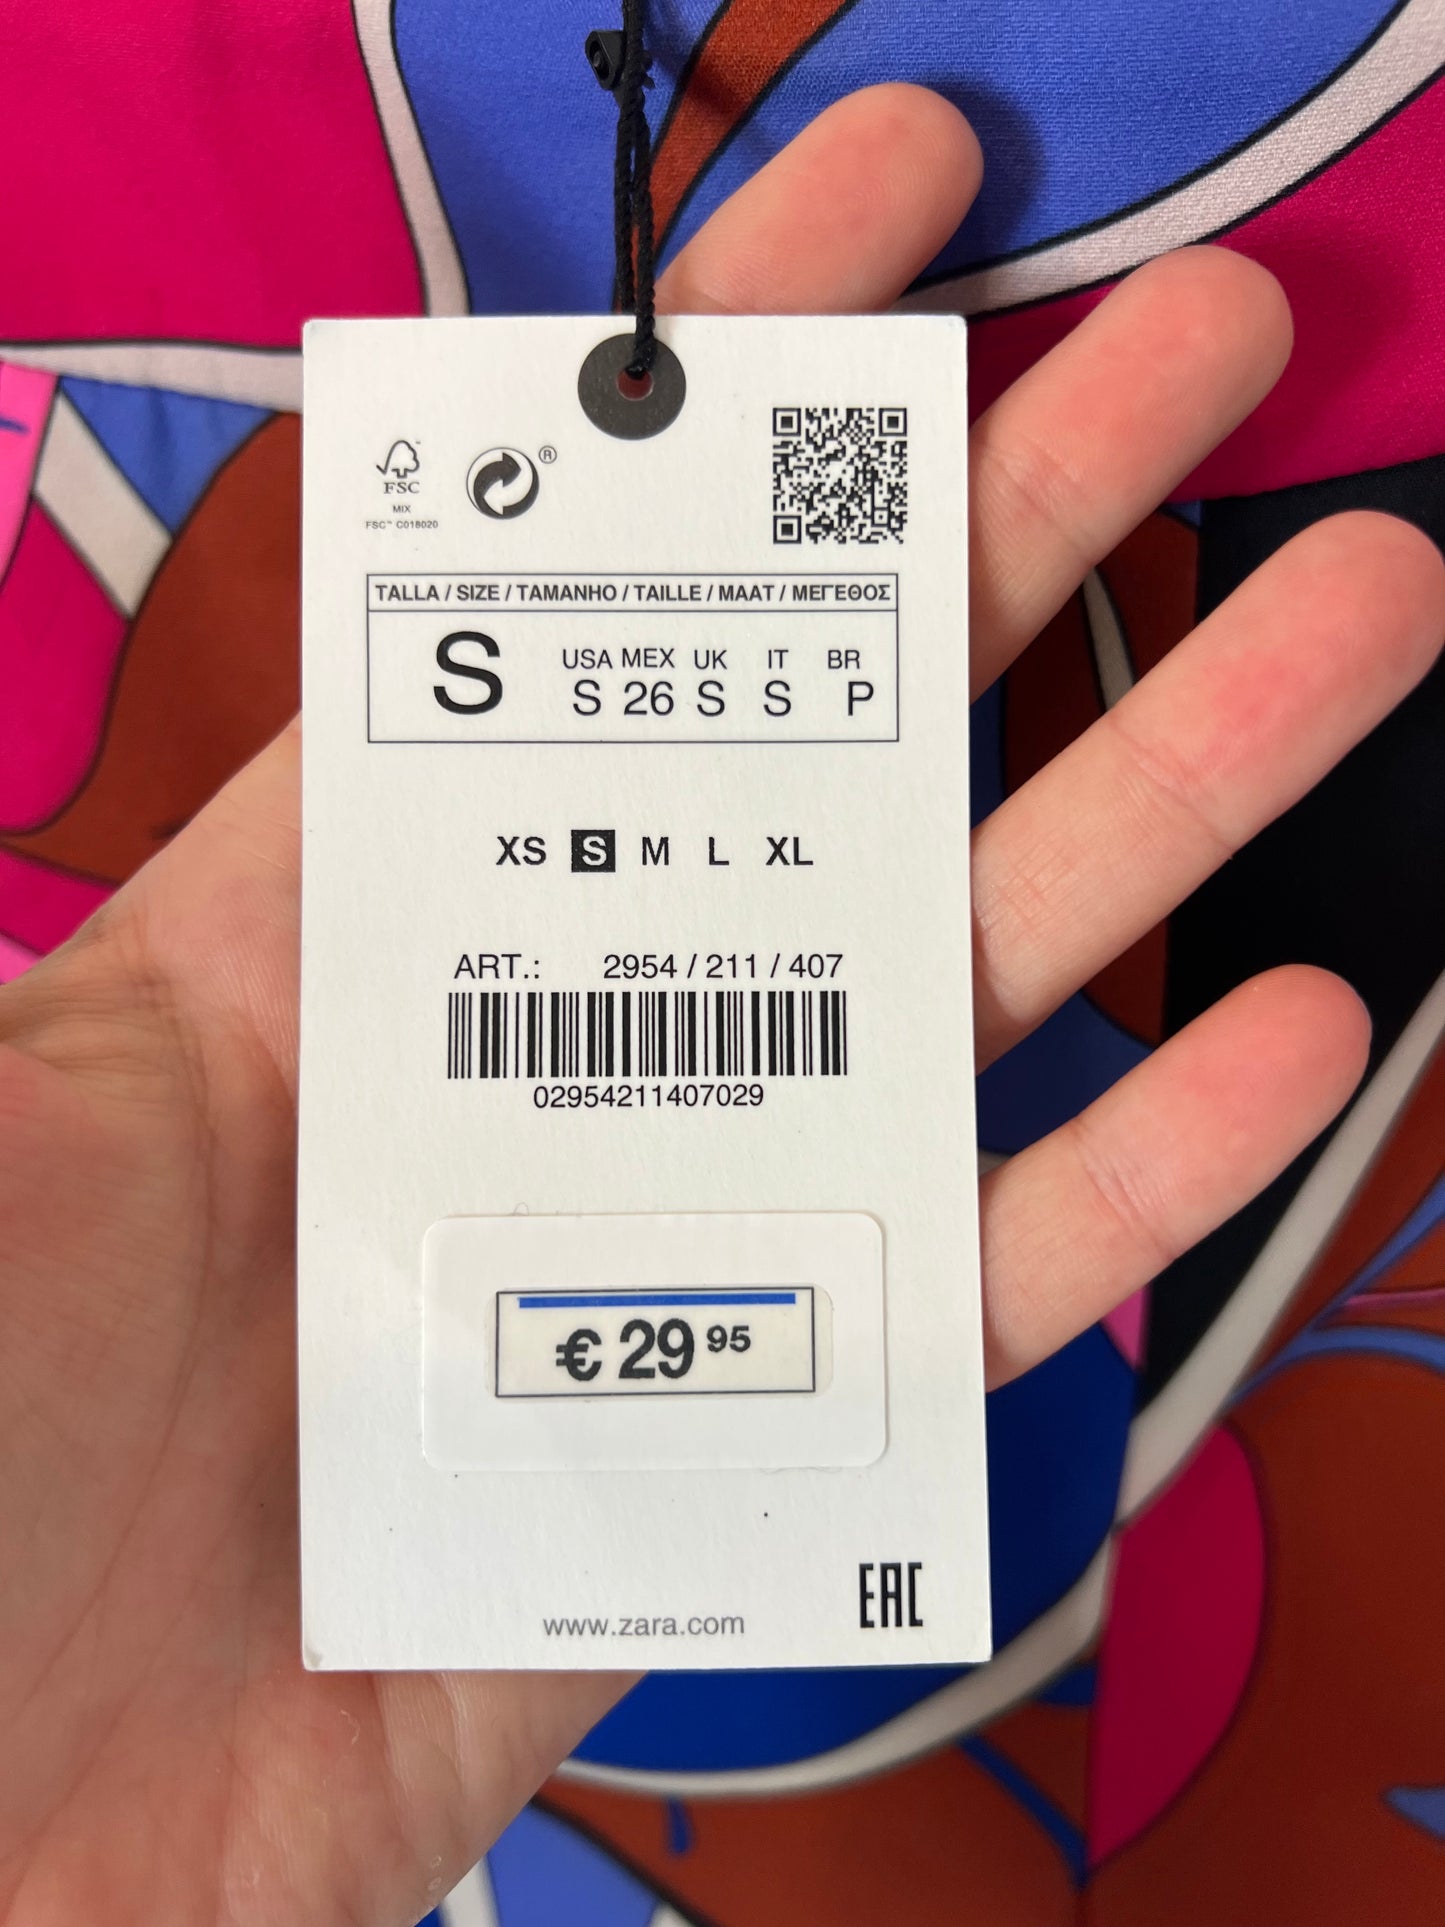 FSC™
MIX
FSC™ C018020
®
TALLA / SIZE / TAMANHO / TAILLE / MAAT / ΜΕΓΕΘΟΣ
S
USA MEX UK IT BR
S 26 S S P
XS S M L XL
ART.: 2954 / 211 / 407
02954211407029
€ 29 95
www.zara.com
EAC